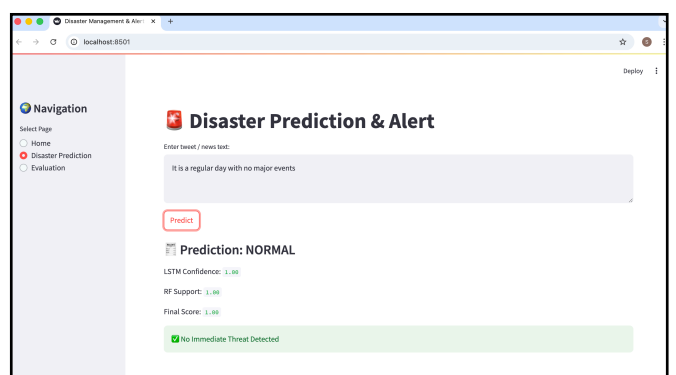 Disaster Management & Aler
localhost:8501
S
Deploy
Navigation
Select Page
Home
Disaster Prediction
Evaluation
Disaster Prediction & Alert
Enter tweet / news text:
It is a regular day with no major events
Predict
Prediction: NORMAL
LSTM Confidence: 1.00
RF Support: 1.00
Final Score: 1.00
No Immediate Threat Detected